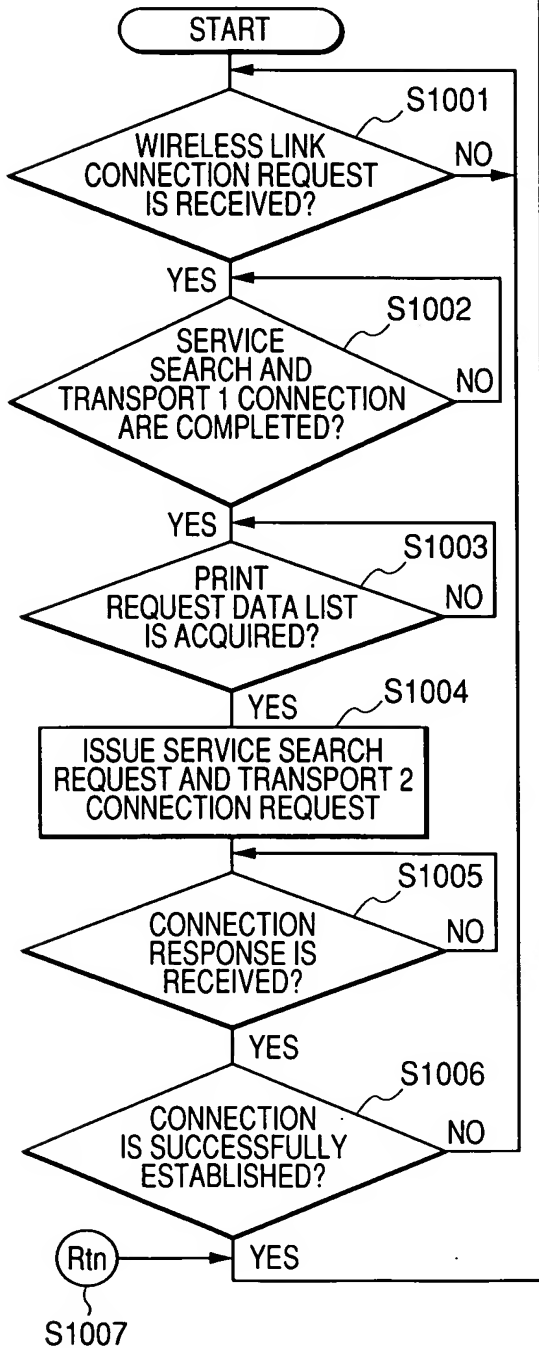 START
S1001
WIRELESS LINK
CONNECTION REQUEST
IS RECEIVED?
NO
YES
S1002
SERVICE
SEARCH AND
TRANSPORT 1 CONNECTION
ARE COMPLETED?
NO
YES
S1003
PRINT
REQUEST DATA LIST
IS ACQUIRED?
NO
YES
S1004
ISSUE SERVICE SEARCH
REQUEST AND TRANSPORT 2
CONNECTION REQUEST
S1005
CONNECTION
RESPONSE IS
RECEIVED?
NO
YES
S1006
CONNECTION
IS SUCCESSFULLY
ESTABLISHED?
NO
Rtn
YES
S1007